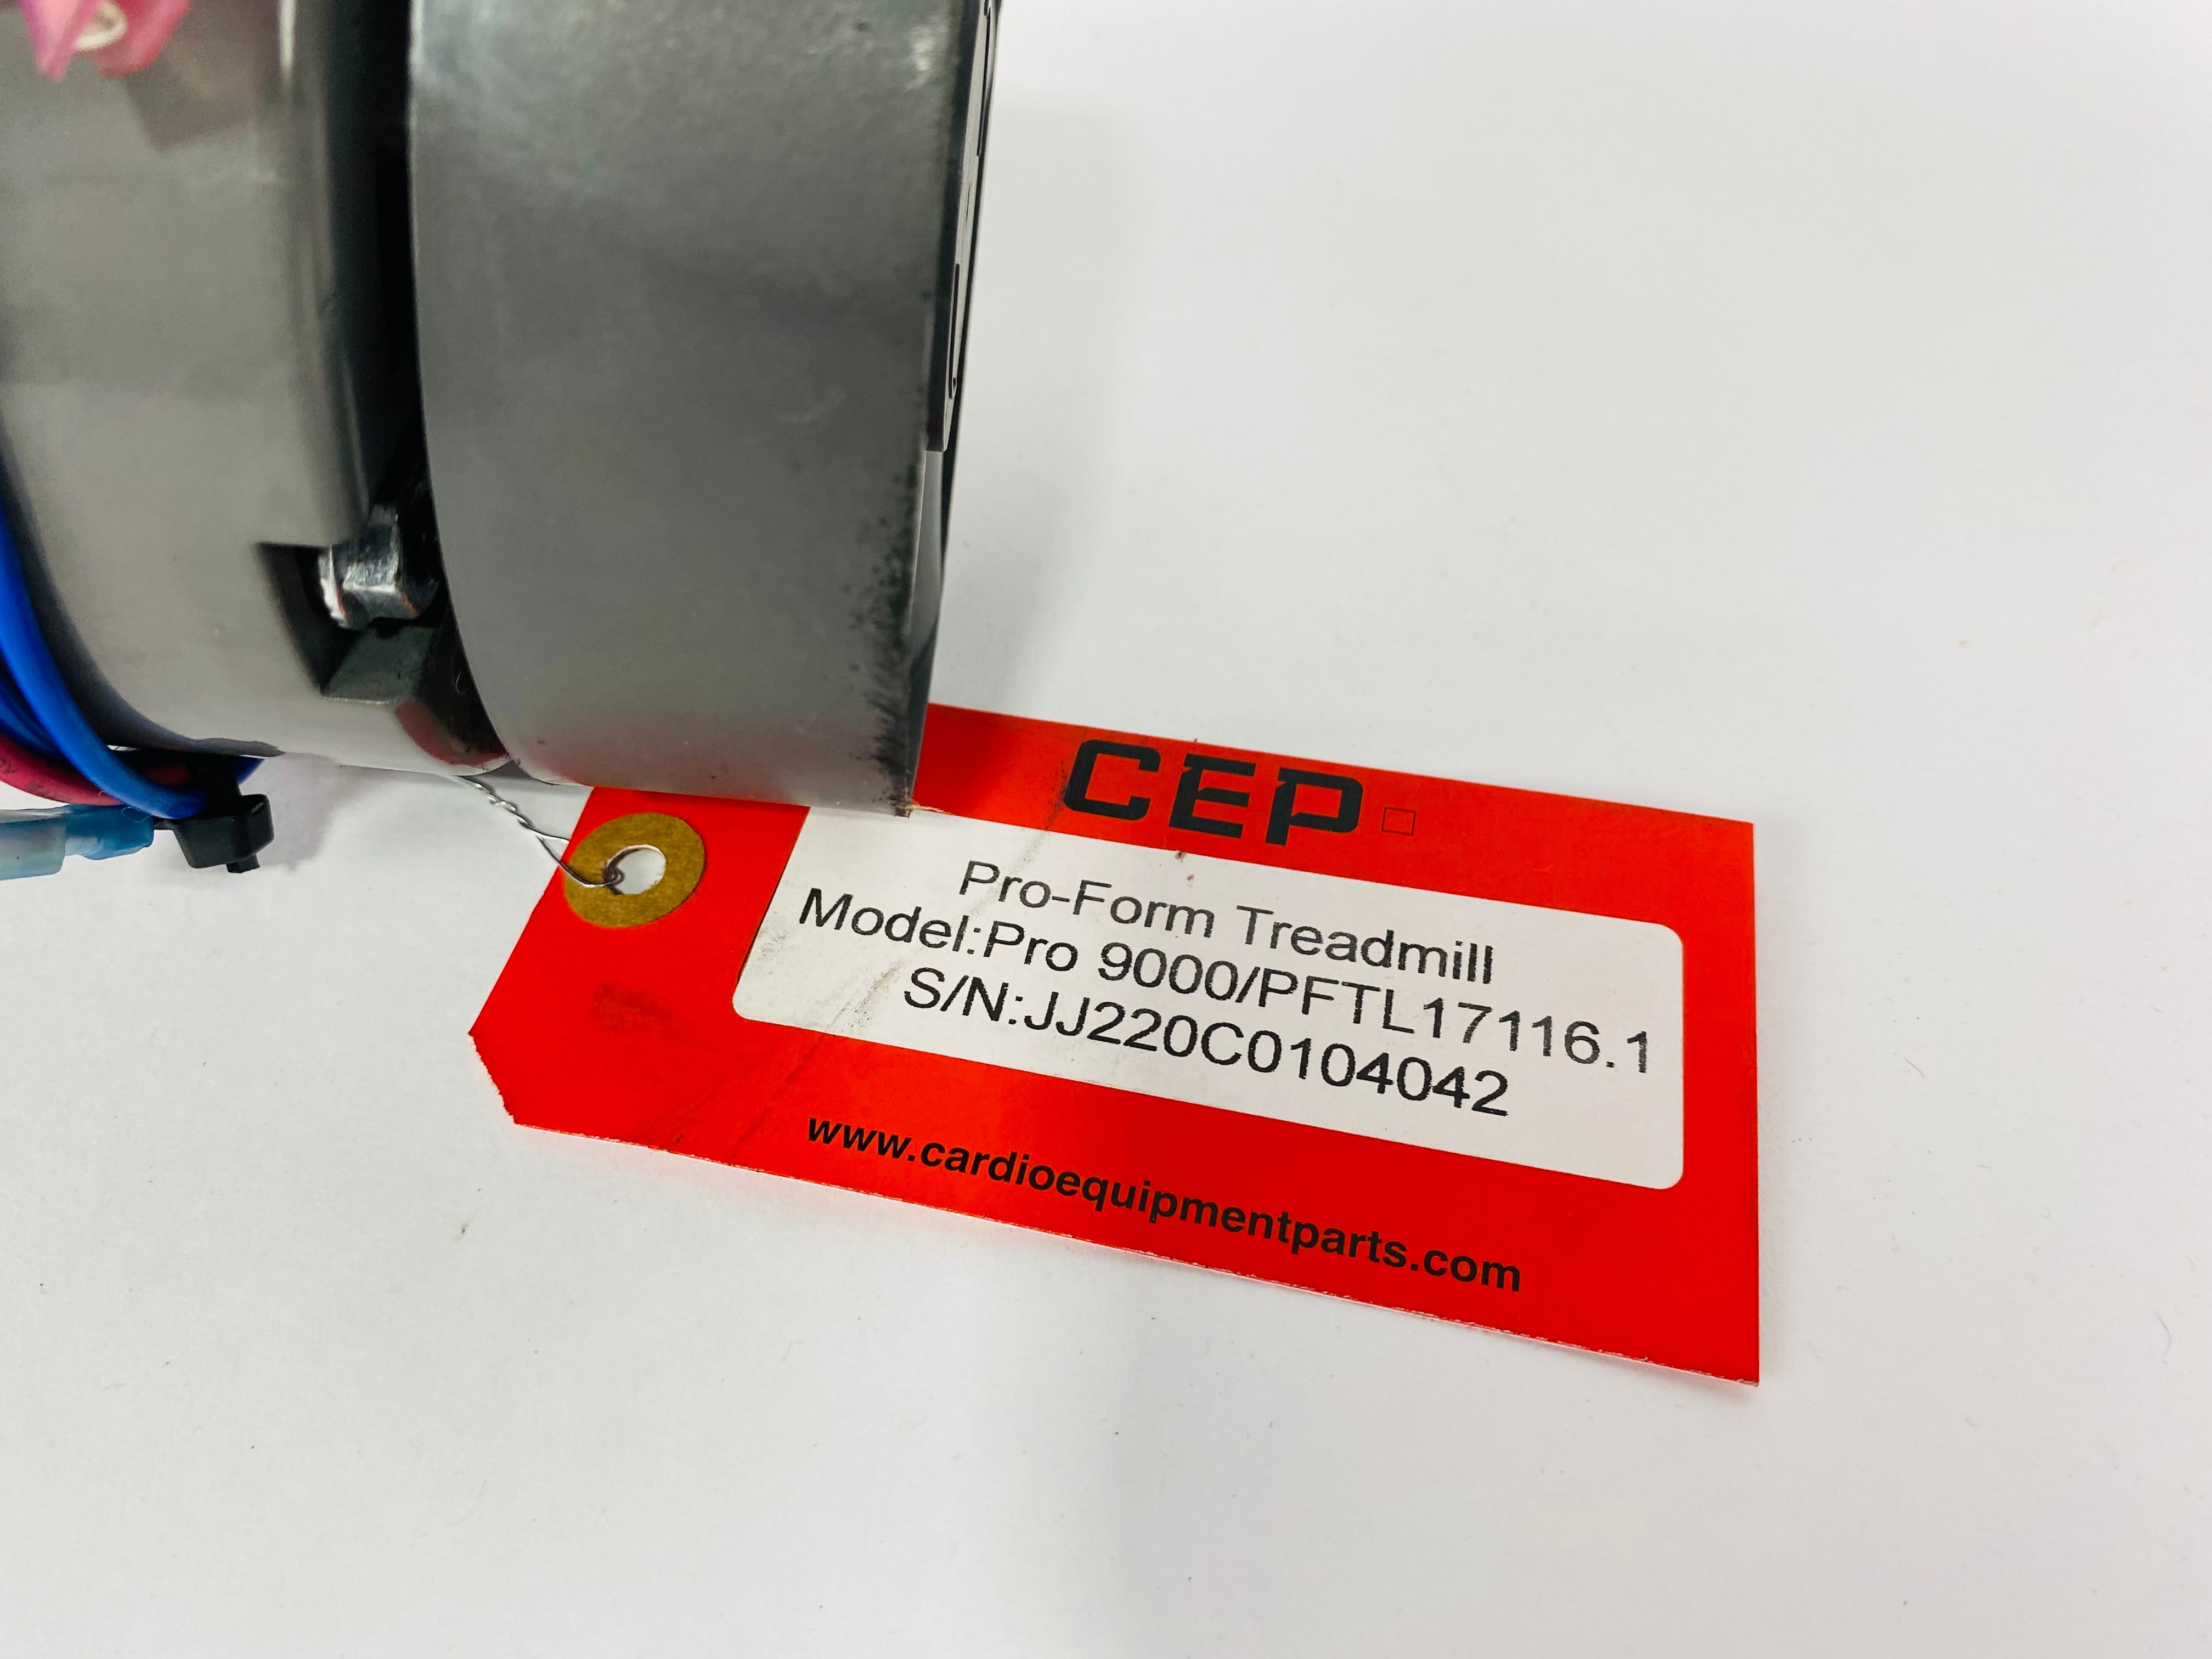 CEP
Pro-Form Treadmill
Model:Pro 9000/PFTL17116.1
S/N:JJ220C0104042
www.cardioequipmentparts.com